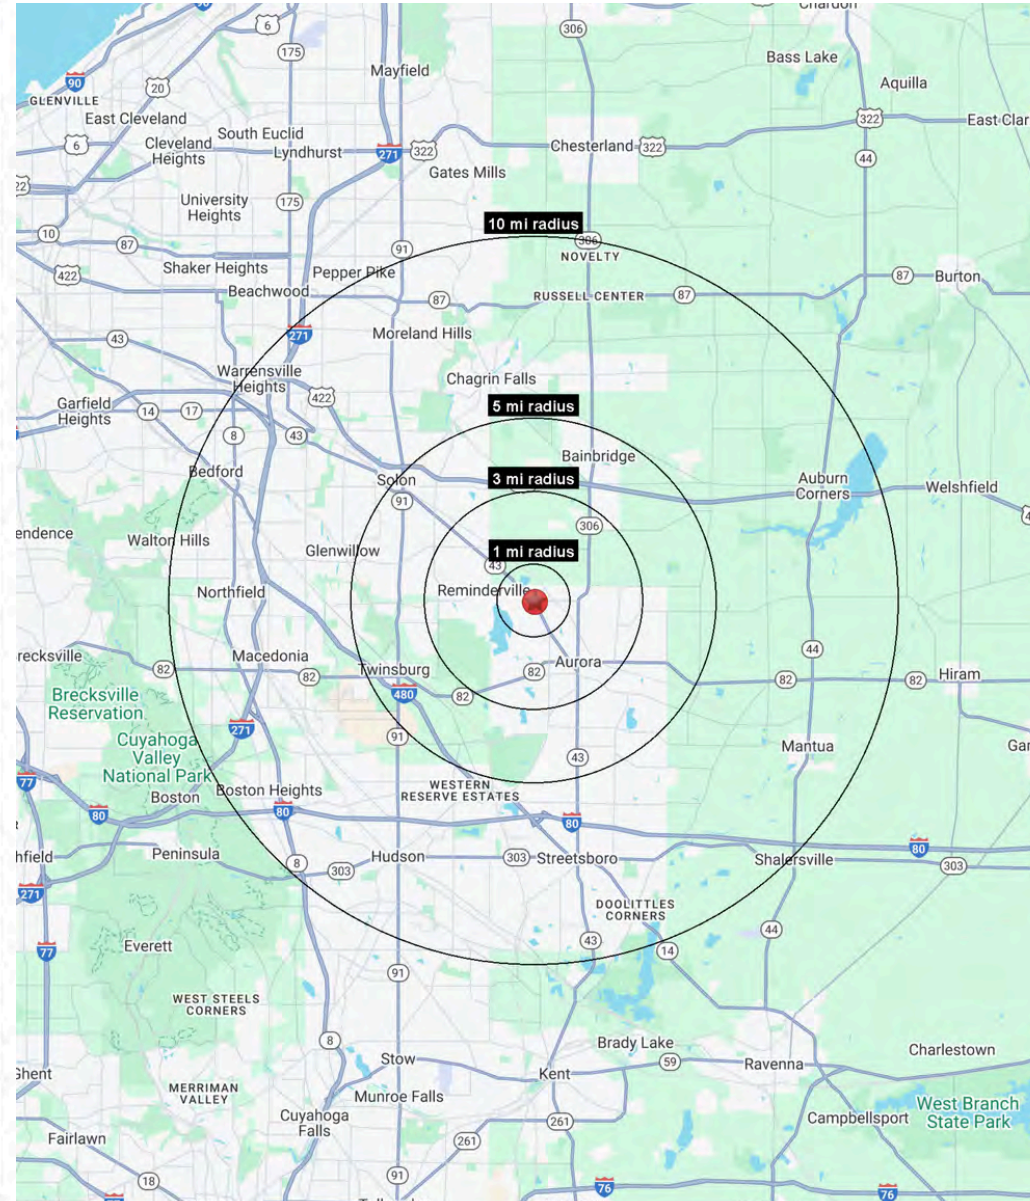 Chardon
306
6
175
90
20
Mayfield
Bass Lake
Aquilla
GLENVILLE
East Cleveland
322
East Clar
6
Cleveland
Heights
South Euclid
Lyndhurst
271
322
Chesterland
322
44
Gates Mills
22
University
Heights
175
10
87
10 mi radius
306
NOVELTY
91
422
Shaker Heights
Pepper Pike
Beachwood
87
RUSSELL CENTER
87
87
Burton
271
Moreland Hills
43
Warrensville
Heights
Chagrin Falls
422
Garfield
Heights
14
17
8
43
5 mi radius
Bedford
Solon
91
Bainbridge
3 mi radius
Auburn
Corners
Welshfield
306
endence
Walton Hills
Glenwillow
1 mi radius
43
Northfield
Reminderville
recksville
82
Macedonia
82
Twinsburg
480
82
82
Aurora
44
82
82
Hiram
Brecksville
Reservation
271
91
Cuyahoga
Valley
National Park
43
Mantua
Gar
77
Boston
Boston Heights
WESTERN
RESERVE ESTATES
80
80
80
80
hfield
Peninsula
8
303
Hudson
303
Streetsboro
Shalersville
303
271
DOOLITTLES
CORNERS
77
Everett
43
14
44
91
WEST STEELS
CORNERS
8
Brady Lake
Stow
Kent
59
Ravenna
Charlestown
Ghent
MERRIMAN
VALLEY
Munroe Falls
Cuyahoga
Falls
261
Campbellsport
West Branch
State Park
Fairlawn
261
18
91
76
76